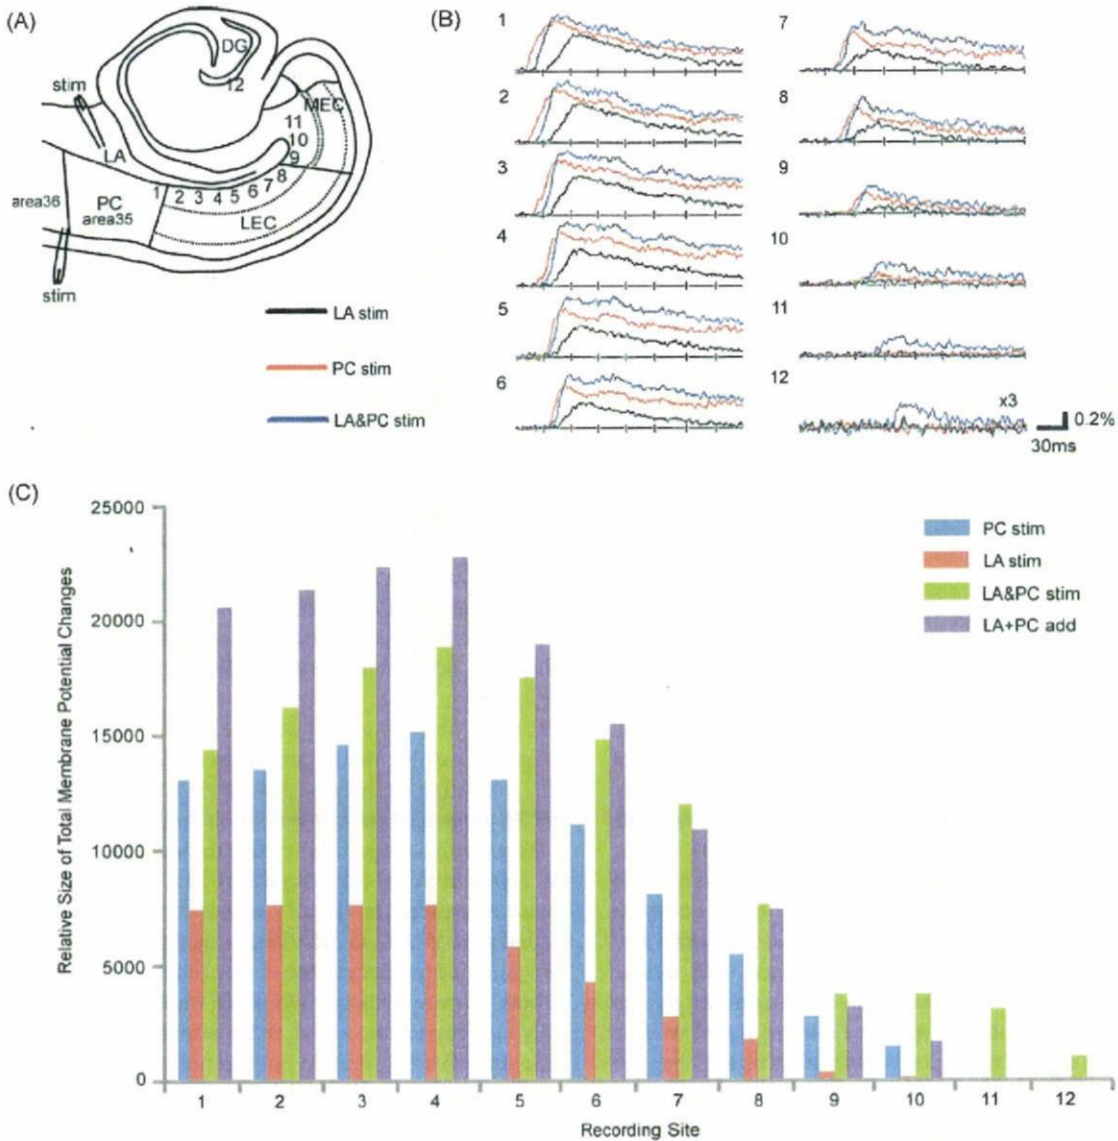 (A)
DG
12
stim
MEC
11
10
9
LA
8
7
6
5
4
3
2
1
area36
PC
area35
LEC
stim
LA stim
PC stim
LA&PC stim
(B)
1
2
3
4
5
6
7
8
9
10
11
12
x3
0.2%
30ms
(C)
25000
20000
15000
10000
5000
0
Relative Size of Total Membrane Potential Changes
PC stim
LA stim
LA&PC stim
LA+PC add
1 2 3 4 5 6 7 8 9 10 11 12
Recording Site